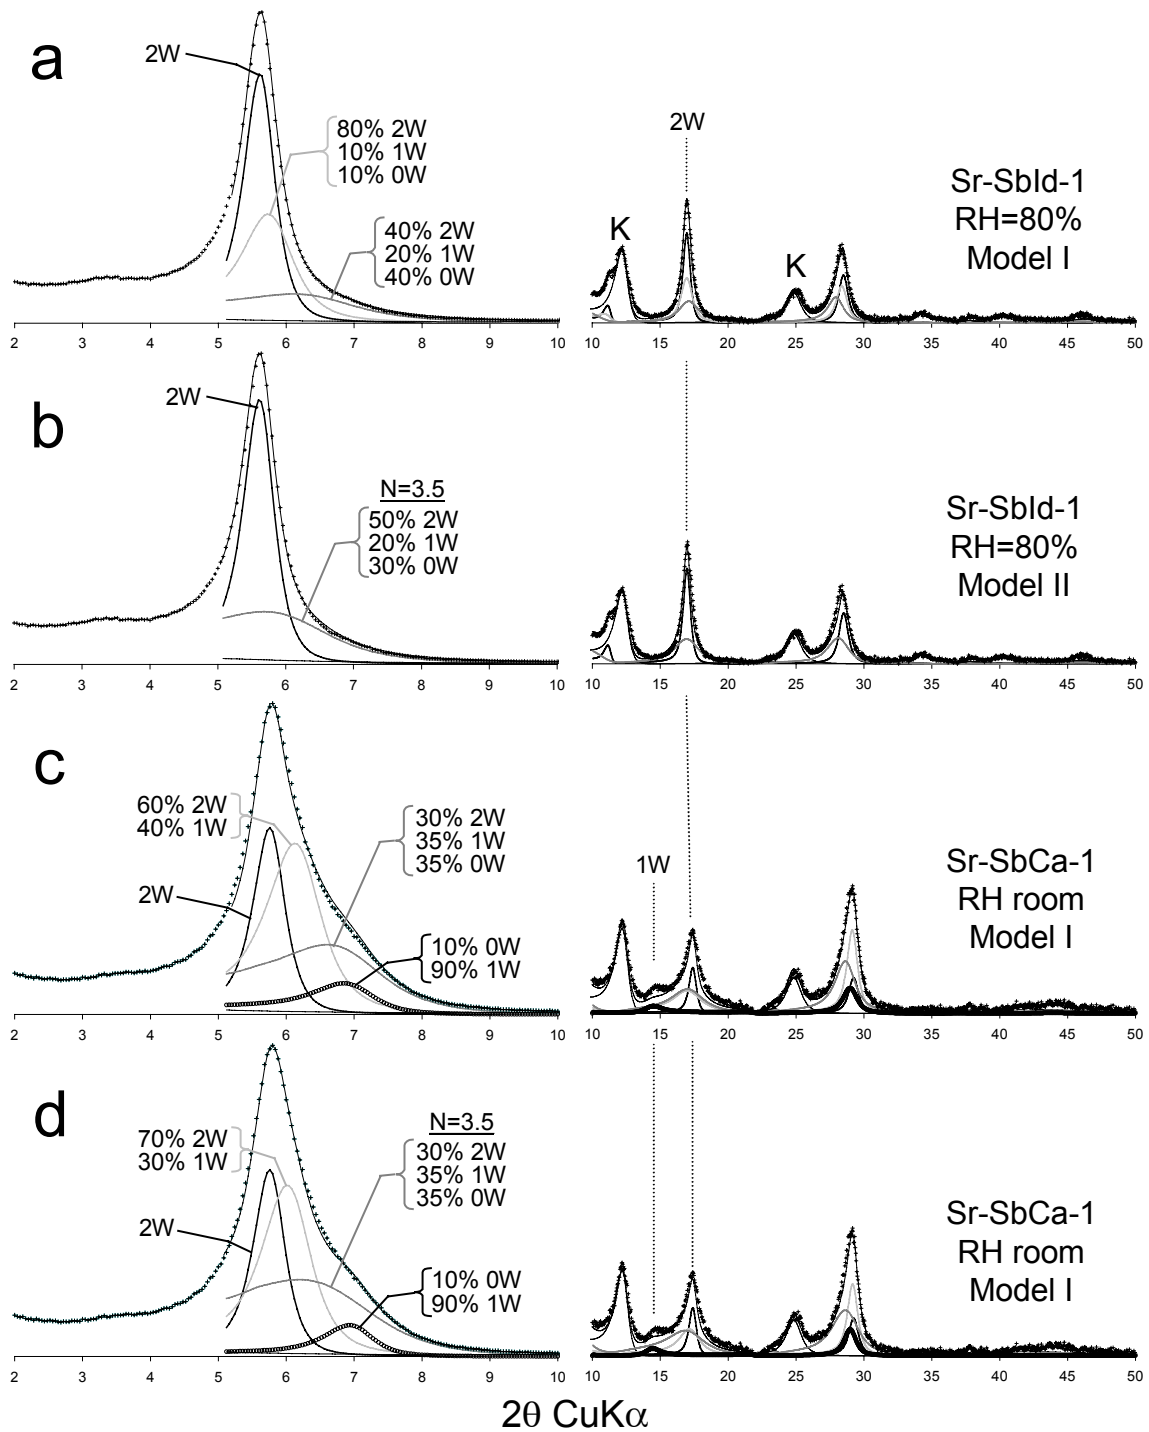 a
2W
80% 2W
10% 1W
10% 0W
40% 2W
20% 1W
40% 0W
2W
K
K
Sr-SbId-1
RH=80%
Model I
2 3 4 5 6 7 8 9 10
10 15 20 25 30 35 40 45 50
b
2W
N=3.5
50% 2W
20% 1W
30% 0W
Sr-SbId-1
RH=80%
Model II
2 3 4 5 6 7 8 9 10
10 15 20 25 30 35 40 45 50
c
60% 2W
40% 1W
2W
30% 2W
35% 1W
35% 0W
10% 0W
90% 1W
1W
Sr-SbCa-1
RH room
Model I
2 3 4 5 6 7 8 9 10
10 15 20 25 30 35 40 45 50
d
70% 2W
30% 1W
2W
N=3.5
30% 2W
35% 1W
35% 0W
10% 0W
90% 1W
Sr-SbCa-1
RH room
Model I
2 3 4 5 6 7 8 9 10
10 15 20 25 30 35 40 45 50
2θ CuKα